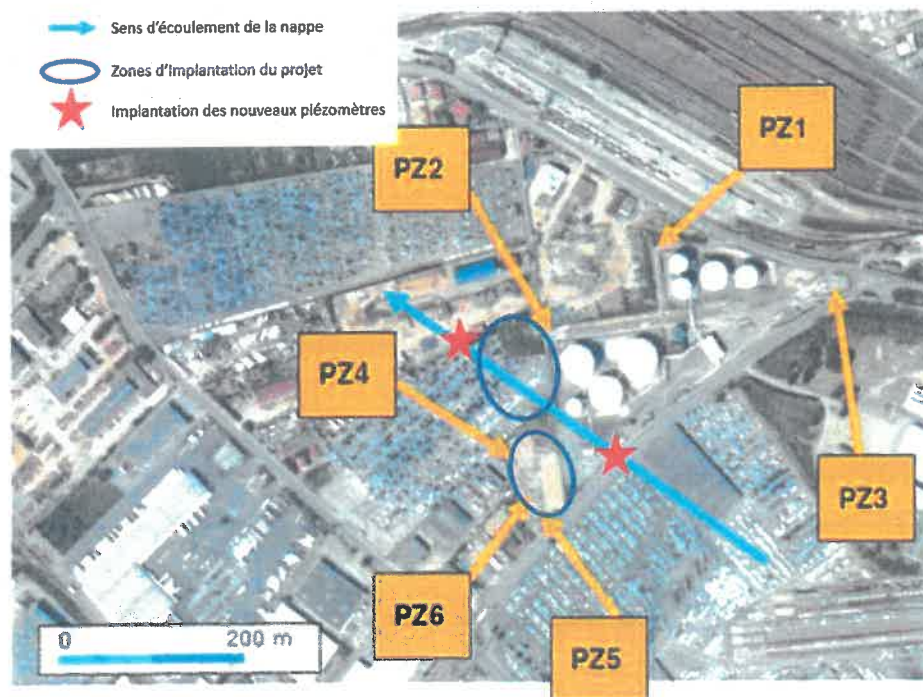 Sens d'écoulement de la nappe
Zones d'implantation du projet
Implantation des nouveaux piézomètres
PZ1
PZ2
PZ4
PZ3
PZ6
PZ5
0 200 m